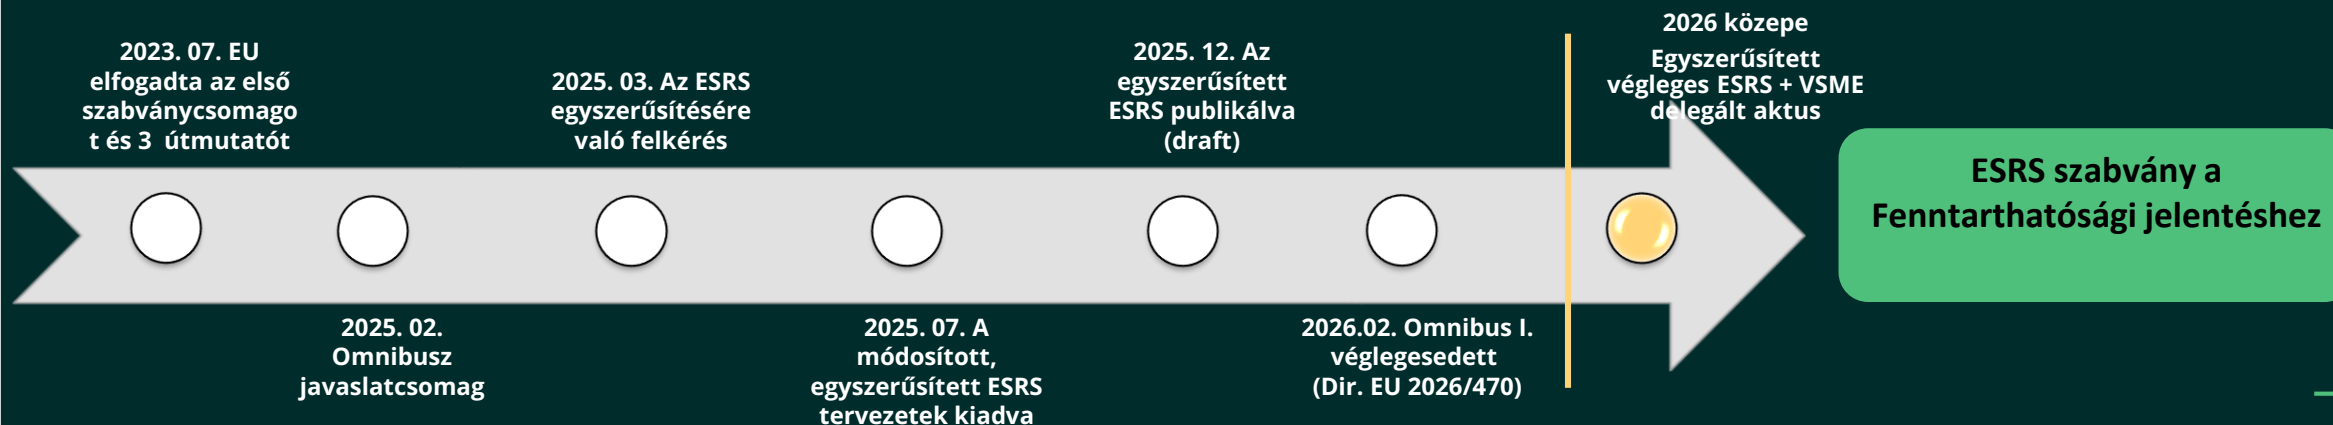 2023. 07. EU
elfogadta az első
szabványcsomago
t és 3 útmutatót
2025. 02.
Omnibusz
javaslatcsomag
2025. 03. Az ESRS
egyszerűsítésére
való felkérés
2025. 07. A
módosított,
egyszerűsített ESRS
tervezetek kiadva
2025. 12. Az
egyszerűsített
ESRS publikálva
(draft)
2026.02. Omnibus I.
véglegesedett
(Dir. EU 2026/470)
2026 közepe
Egyszerűsített
végleges ESRS + VSME
delegált aktus
ESRS szabvány a
Fenntarthatósági jelentéshez